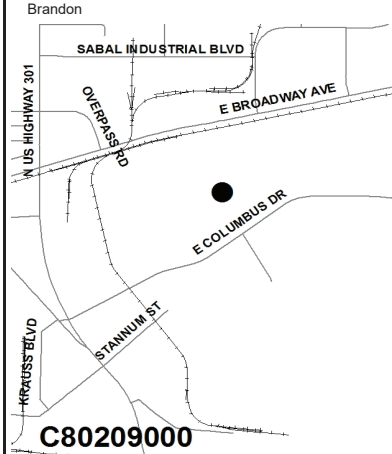 Brandon
SABAL INDUSTRIAL BLVD
N US HIGHWAY 301
OVERPASS RD
E BROADWAY AVE
E COLUMBUS DR
STANNUM ST
KRAUSS BLVD
C80209000